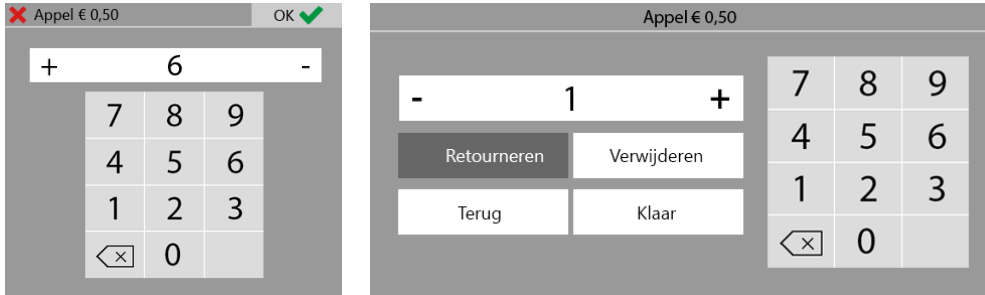 Appel € 0,50 OK
+ 6 -
7 8 9
4 5 6
1 2 3
0
Appel € 0,50
- 1 +
Retourneren Verwijderen
Terug Klaar
7 8 9
4 5 6
1 2 3
0